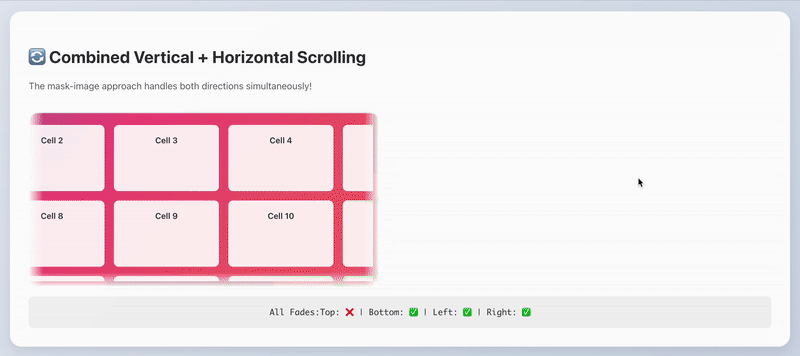 🔄 Combined Vertical + Horizontal Scrolling
The mask-image approach handles both directions simultaneously!
Cell 2 Cell 3 Cell 4
Cell 8 Cell 9 Cell 10
All Fades:Top: ❌ | Bottom: ✅ | Left: ✅ | Right: ✅